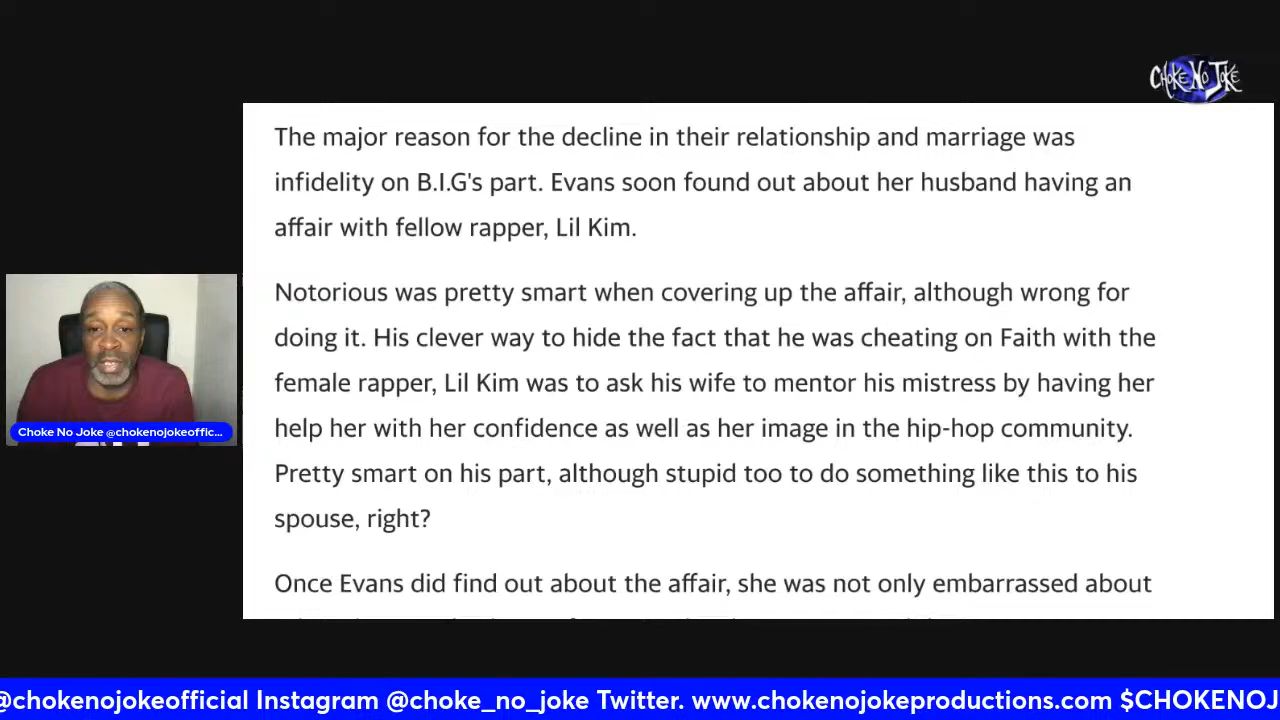 CHOKE NO JOKE
The major reason for the decline in their relationship and marriage was
infidelity on B.I.G's part. Evans soon found out about her husband having an
affair with fellow rapper, Lil Kim.
Notorious was pretty smart when covering up the affair, although wrong for
doing it. His clever way to hide the fact that he was cheating on Faith with the
female rapper, Lil Kim was to ask his wife to mentor his mistress by having her
help her with her confidence as well as her image in the hip-hop community.
Pretty smart on his part, although stupid too to do something like this to his
spouse, right?
Once Evans did find out about the affair, she was not only embarrassed about
Choke No Joke @chokenojokeoffic...
@chokenojokeofficial Instagram @choke_no_joke Twitter. www.chokenojokeproductions.com $CHOKENOJ